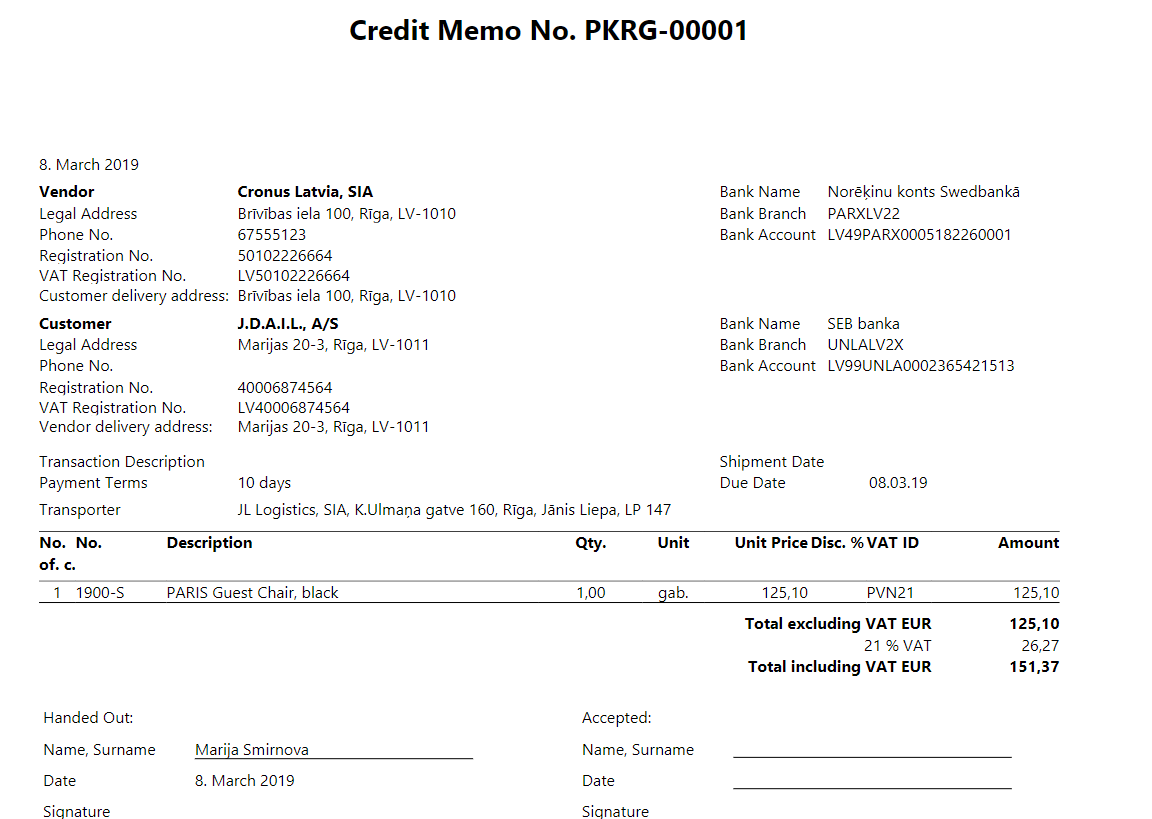 Credit Memo No. PKRG-00001
8. March 2019
Vendor Cronus Latvia, SIA Bank Name Norēķinu konts Swedbankā
Legal Address Brīvības iela 100, Rīga, LV-1010 Bank Branch PARXLV22
Phone No. 67555123 Bank Account LV49PARX0005182260001
Registration No. 50102226664
VAT Registration No. LV50102226664
Customer delivery address: Brīvības iela 100, Rīga, LV-1010
Customer J.D.A.I.L., A/S Bank Name SEB banka
Legal Address Marijas 20-3, Rīga, LV-1011 Bank Branch UNLALV2X
Phone No. Bank Account LV99UNLA0002365421513
Registration No. 40006874564
VAT Registration No. LV40006874564
Vendor delivery address: Marijas 20-3, Rīga, LV-1011
Transaction Description Shipment Date
Payment Terms 10 days Due Date 08.03.19
Transporter JL Logistics, SIA, K.Ulmaņa gatve 160, Rīga, Jānis Liepa, LP 147
No. No. Description Qty. Unit Unit Price Disc. % VAT ID Amount
of. c.
1 1900-S PARIS Guest Chair, black 1,00 gab. 125,10 PVN21 125,10
Total excluding VAT EUR 125,10
21 % VAT 26,27
Total including VAT EUR 151,37
Handed Out: Accepted:
Name, Surname Marija Smirnova Name, Surname
Date 8. March 2019 Date
Signature Signature